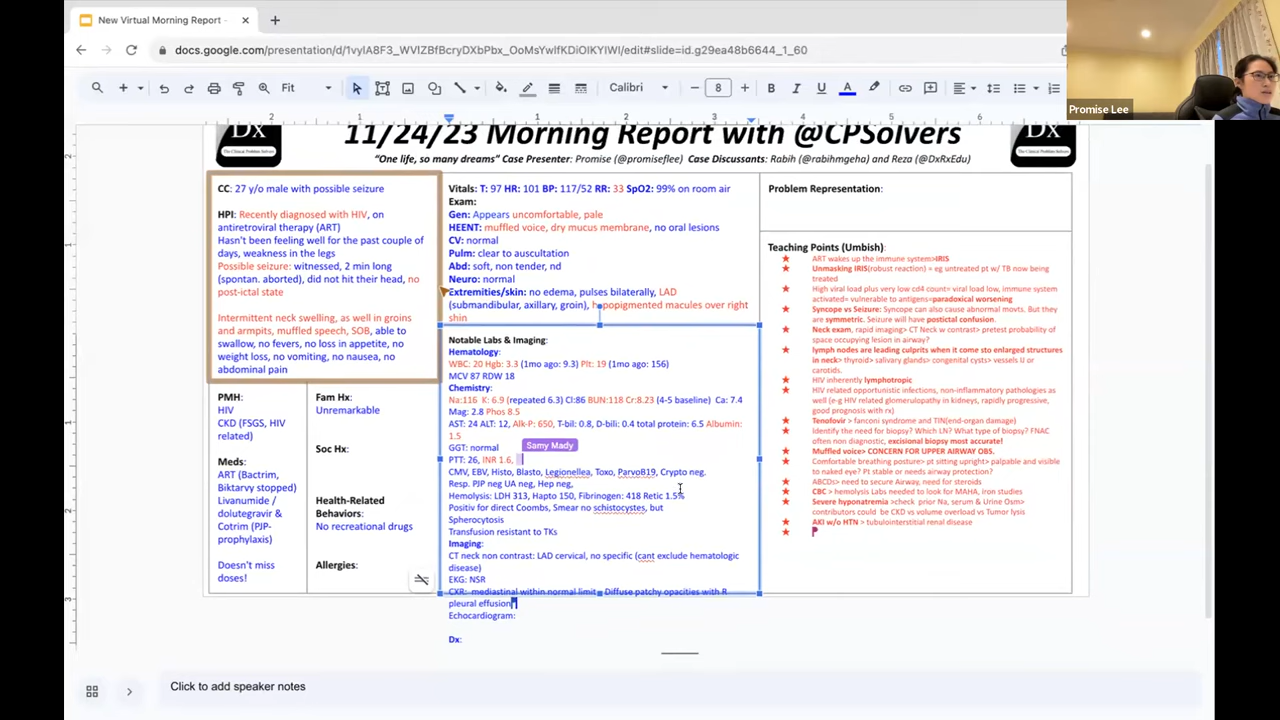 New Virtual Morning Report -
docs.google.com/presentation/d/1vylA8F3_WVIZBfBcryDXbPbx_OoMsYwlfKDiOlKYIWI/edit#slide=id.g29ea48b6644_1_60
Fit
Calibri
8
Promise Lee
2 1 1 2 3 4 5 6
Dx
The Clinical Problem Solvers
11/24/23 Morning Report with @CPSolvers
"One life, so many dreams" Case Presenter: Promise (@promiseflee) Case Discussants: Rabih (@rabihmgeha) and Reza (@DxRxEdu)
Dx
The Clinical Problem Solvers
CC: 27 y/o male with possible seizure
HPI: Recently diagnosed with HIV, on
antiretroviral therapy (ART)
Hasn't been feeling well for the past couple of
days, weakness in the legs
Possible seizure: witnessed, 2 min long
(spontan. aborted), did not hit their head, no
post-ictal state
Intermittent neck swelling, as well in groins
and armpits, muffled speech, SOB, able to
swallow, no fevers, no loss in appetite, no
weight loss, no vomiting, no nausea, no
abdominal pain
PMH:
HIV
CKD (FSGS, HIV
related)
Meds:
ART (Bactrim,
Biktarvy stopped)
Livanumide /
dolutegravir &
Cotrim (PJP-
prophylaxis)
Doesn't miss
doses!
Fam Hx:
Unremarkable
Soc Hx:
Health-Related
Behaviors:
No recreational drugs
Allergies:
Vitals: T: 97 HR: 101 BP: 117/52 RR: 33 SpO2: 99% on room air
Exam:
Gen: Appears uncomfortable, pale
HEENT: muffled voice, dry mucus membrane, no oral lesions
CV: normal
Pulm: clear to auscultation
Abd: soft, non tender, nd
Neuro: normal
Extremities/skin: no edema, pulses bilaterally, LAD
(submandibular, axillary, groin), hypopigmented macules over right
shin
Notable Labs & Imaging:
Hematology:
WBC: 20 Hgb: 3.3 (1mo ago: 9.3) Plt: 19 (1mo ago: 156)
MCV 87 RDW 18
Chemistry:
Na:116 K: 6.9 (repeated 6.3) Cl:86 BUN:118 Cr:8.23 (4-5 baseline) Ca: 7.4
Mag: 2.8 Phos 8.5
AST: 24 ALT: 12, Alk-P: 650, T-bil: 0.8, D-bili: 0.4 total protein: 6.5 Albumin:
1.5
GGT: normal
Samy Mady
PTT: 26, INR 1.6,
CMV, EBV, Histo, Blasto, Legionellea, Toxo, ParvoB19, Crypto neg.
Resp. PJP neg UA neg, Hep neg,
Hemolysis: LDH 313, Hapto 150, Fibrinogen: 418 Retic 1.5%
Positiv for direct Coombs, Smear no schistocystes, but
Spherocytosis
Transfusion resistant to TKs
Imaging:
CT neck non contrast: LAD cervical, no specific (cant exclude hematologic
disease)
EKG: NSR
CXR: mediastinal within normal limit. Diffuse patchy opacities with R
pleural effusion
Echocardiogram:
Dx:
Problem Representation:
Teaching Points (Umbish):
ART wakes up the immune system>IRIS
Unmasking IRIS(robust reaction) = eg untreated pt w/ TB now being
treated
High viral load plus very low cd4 count= viral load low, immune system
activated= vulnerable to antigens=paradoxical worsening
Syncope vs Seizure: Syncope can also cause abnormal movts. But they
are symmetric. Seizure will have postictal confusion.
Neck exam, rapid imaging> CT Neck w contrast> pretest probability of
space occupying lesion in airway?
lymph nodes are leading culprits when it come sto enlarged structures
in neck> thyroid> salivary glands> congenital cysts> vessels U or
carotids.
HIV inherently lymphotropic
HIV related opportunistic infections, non-inflammatory pathologies as
well (e-g HIV related glomerulopathy in kidneys, rapidly progressive,
good prognosis with rx)
Tenofovir > fanconi syndrome and TIN(end-organ damage)
Identify the need for biopsy? Which LN? What type of biopsy? FNAC
often non diagnostic, excisional biopsy most accurate!
Muffled voice> CONCERN FOR UPPER AIRWAY OBS.
Comfortable breathing posture> pt sitting upright> palpable and visible
to naked eye? Pt stable or needs airway protection?
ABCDs> need to secure Airway, need for steroids
CBC > hemolysis Labs needed to look for MAHA, iron studies
Severe hyponatremia >check prior Na, serum & Urine Osm>
contributors could be CKD vs volume overload vs Tumor lysis
AKI w/o HTN > tubulointerstitial renal disease
P
Click to add speaker notes